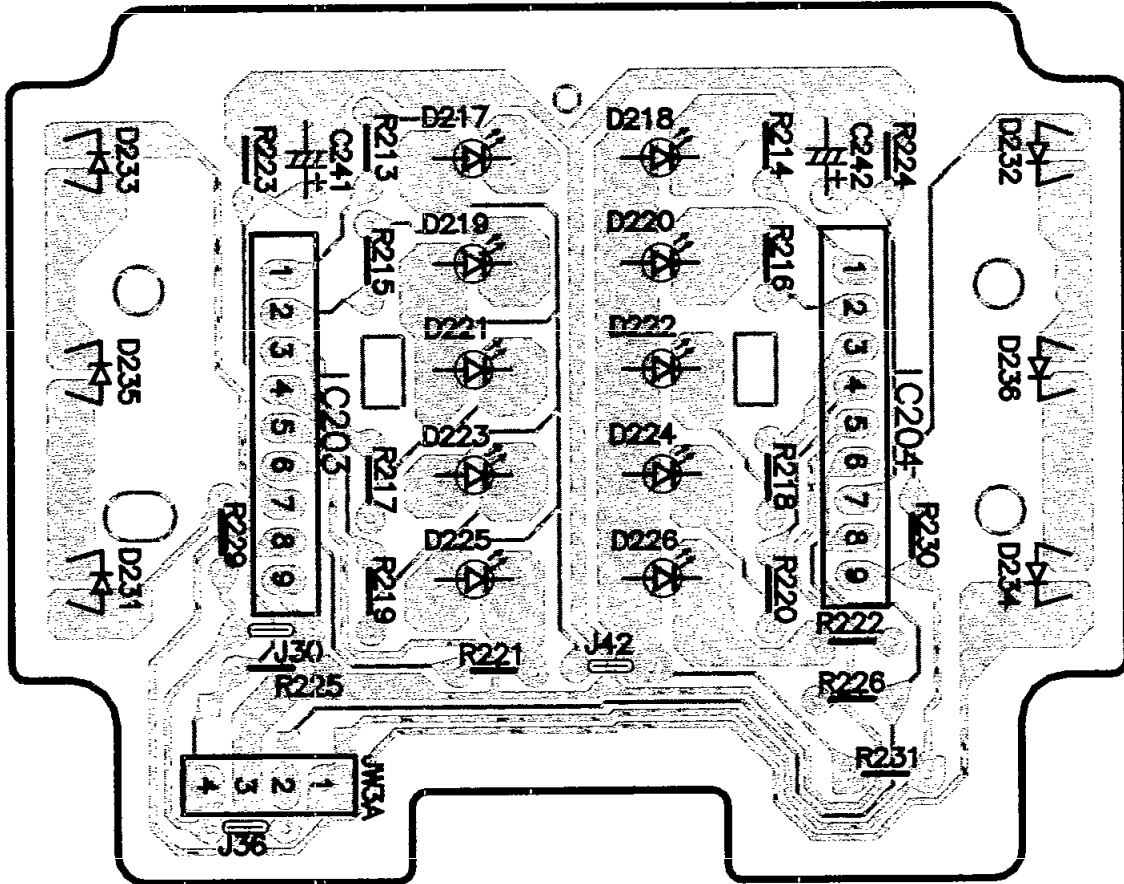 D217
D218
D233
R223
C241
+
R213
R214
C242
+
R224
D232
D219
D220
R215
R216
1
2
3
4
5
6
7
8
9
IC203
1
2
3
4
5
6
7
8
9
IC204
D221
D222
D235
D236
D223
D224
R217
R218
R229
R230
D225
D226
D231
R219
R220
D234
R222
J30
R221
J42
R225
R226
R231
4
3
2
1
JW3A
J36